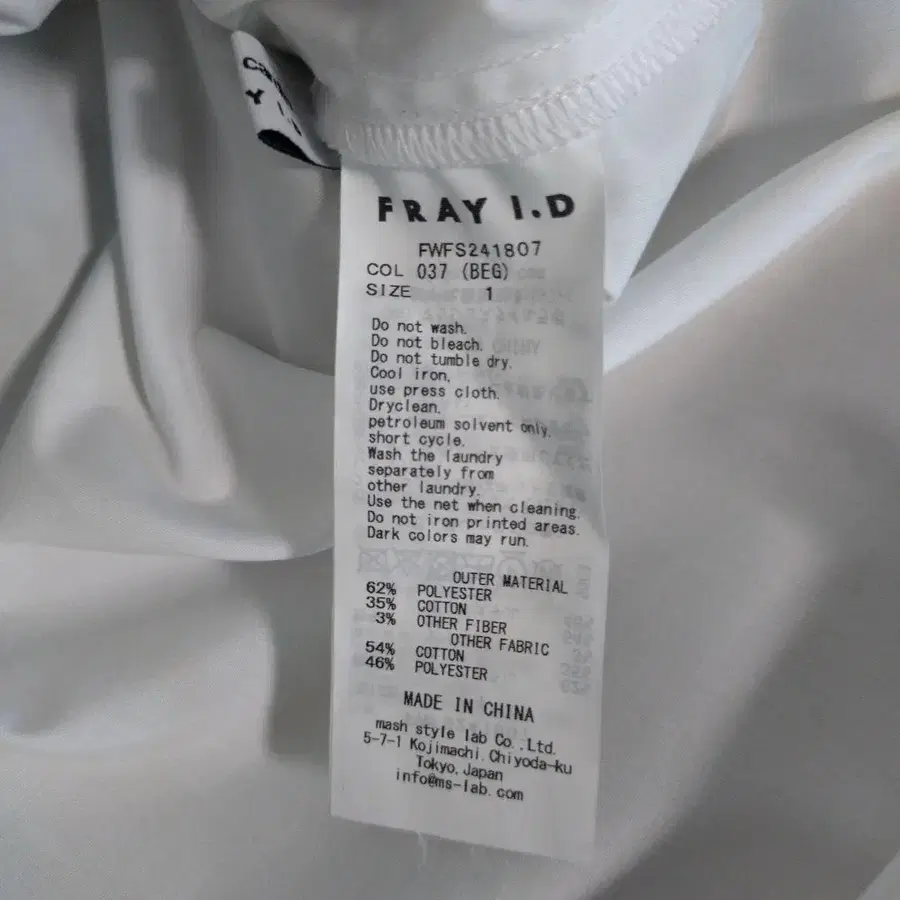 FRAY I.D
FWFS241807
COL 037 (BEG)
SIZE 1
Do not wash.
Do not bleach.
Do not tumble dry.
Cool iron,
use press cloth.
Dryclean,
petroleum solvent only,
short cycle.
Wash the laundry
separately from
other laundry.
Use the net when cleaning.
Do not iron printed areas.
Dark colors may run.
OUTER MATERIAL
62% POLYESTER
35% COTTON
3% OTHER FIBER
OTHER FABRIC
54% COTTON
46% POLYESTER
MADE IN CHINA
mash style lab Co.,Ltd.
5-7-1 Kojimachi,Chiyoda-ku
Tokyo,Japan
info@ms-lab.com